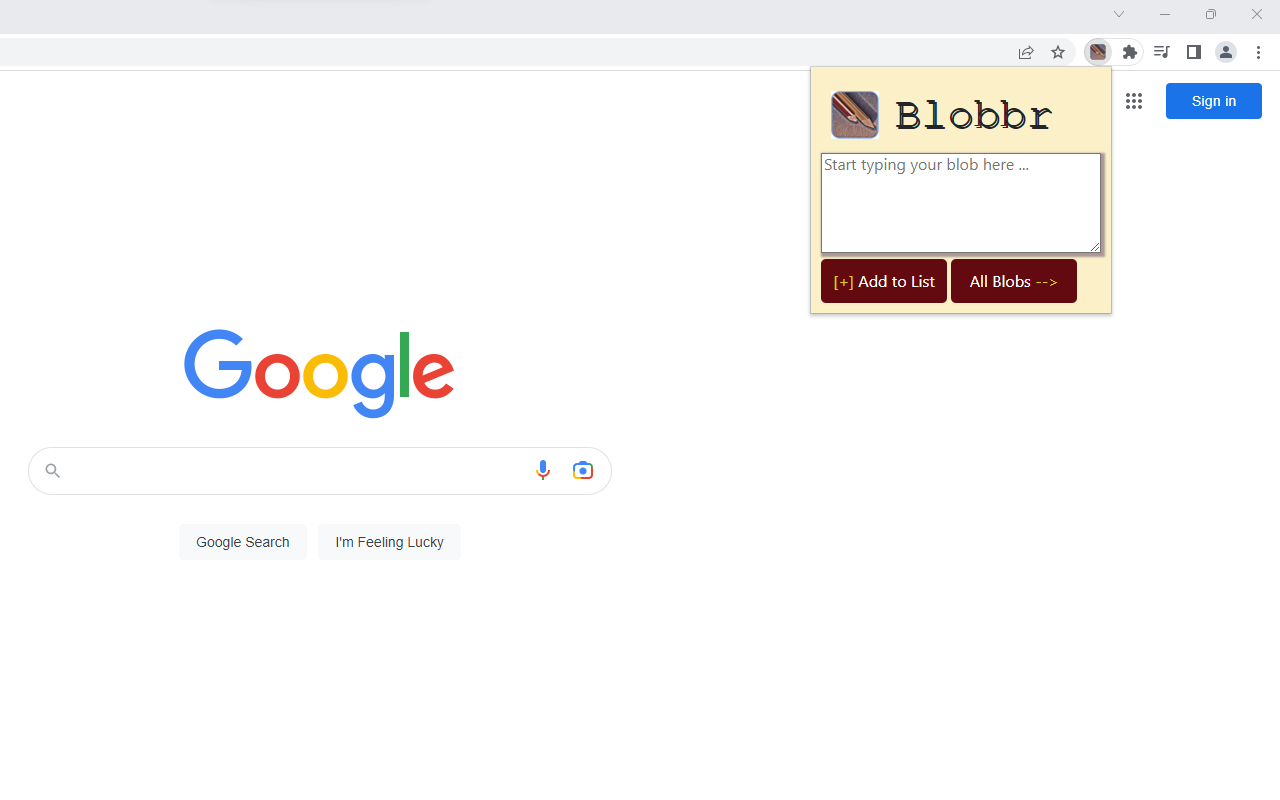 Sign in
Blobbr
Start typing your blob here ...
[+] Add to List
All Blobs -->
Google
Google Search
I'm Feeling Lucky